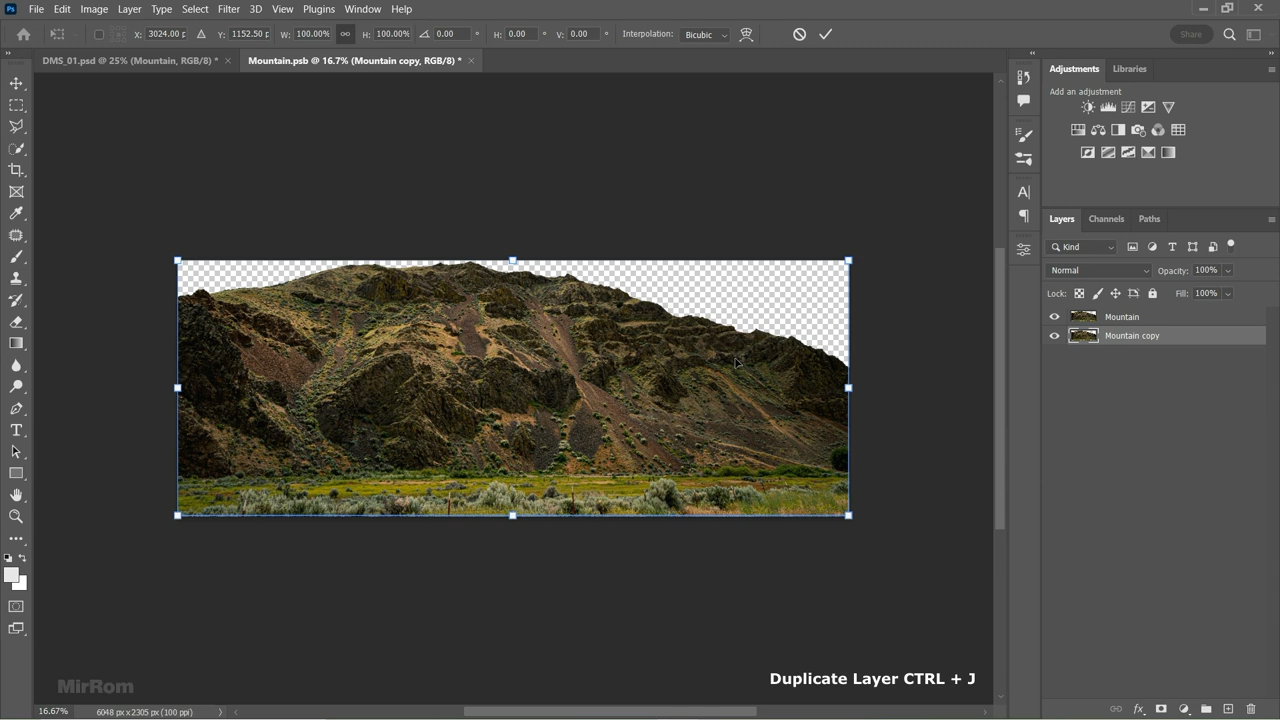 Ps File Edit Image Layer Type Select Filter 3D View Plugins Window Help
X: 3024.00 p Y: 1152.50 p W: 100.00% H: 100.00% 0.00 ° H: 0.00 ° V: 0.00 ° Interpolation: Bicubic Share
DMS_01.psd @ 25% (Mountain, RGB/8) * × Mountain.psb @ 16.7% (Mountain copy, RGB/8) * ×
Adjustments Libraries
Add an adjustment
Layers Channels Paths
Kind
Normal Opacity: 100%
Lock: Fill: 100%
Mountain
Mountain copy
Duplicate Layer CTRL + J
MirRom
16.67% 6048 px x 2305 px (100 ppi)